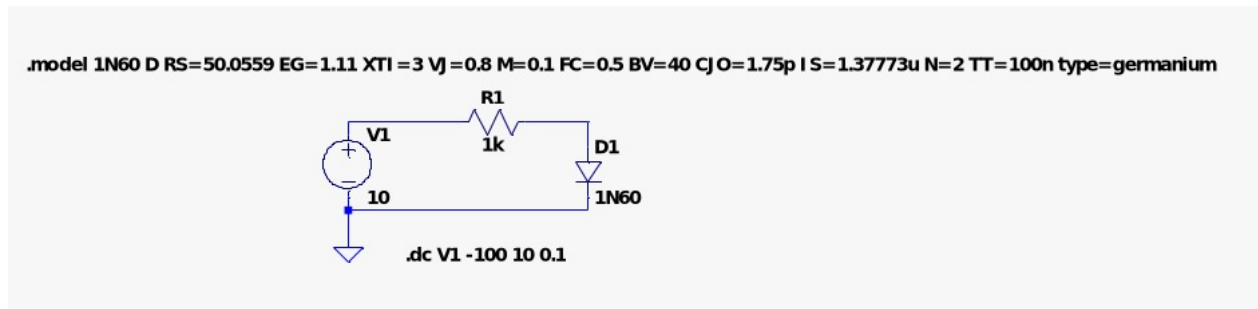 .model 1N60 D RS=50.0559 EG=1.11 XTI =3 VJ=0.8 M=0.1 FC=0.5 BV=40 CJO=1.75p IS=1.37773u N=2 TT=100n type=germanium
R1
V1
1k
D1
10
1N60
.dc V1 -100 10 0.1